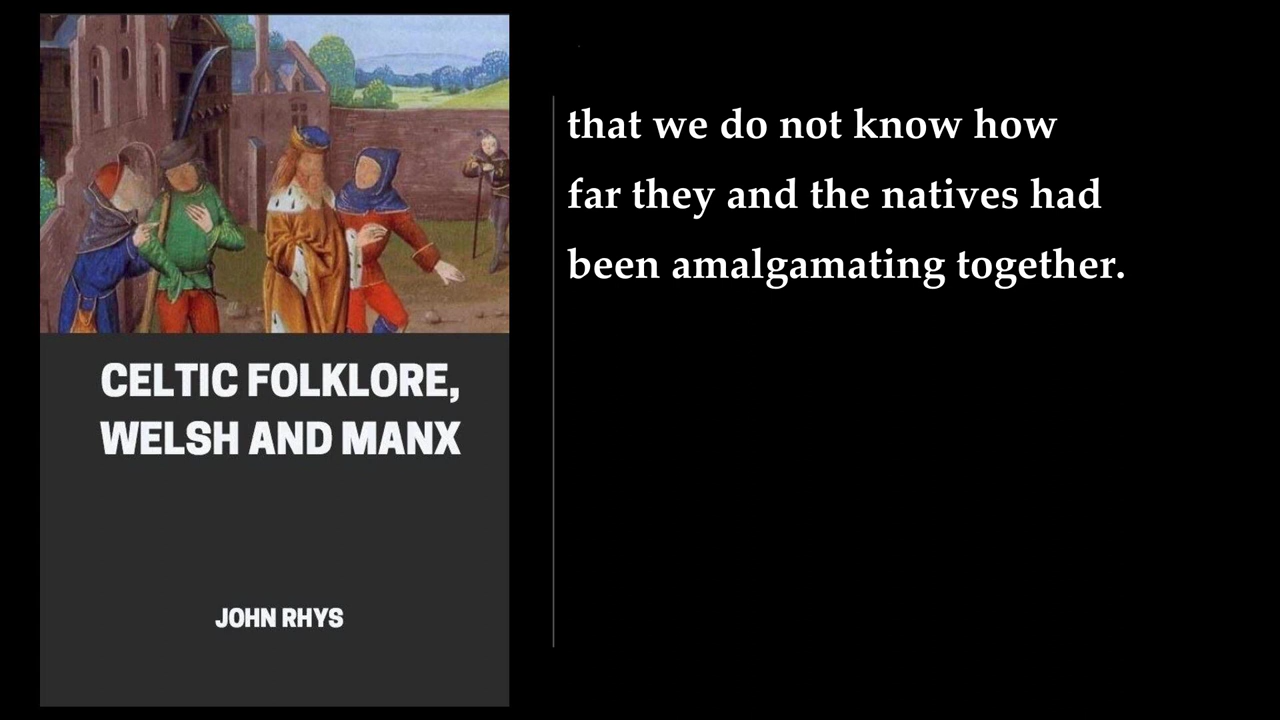 CELTIC FOLKLORE,
WELSH AND MANX
JOHN RHYS
that we do not know how
far they and the natives had
been amalgamating together.